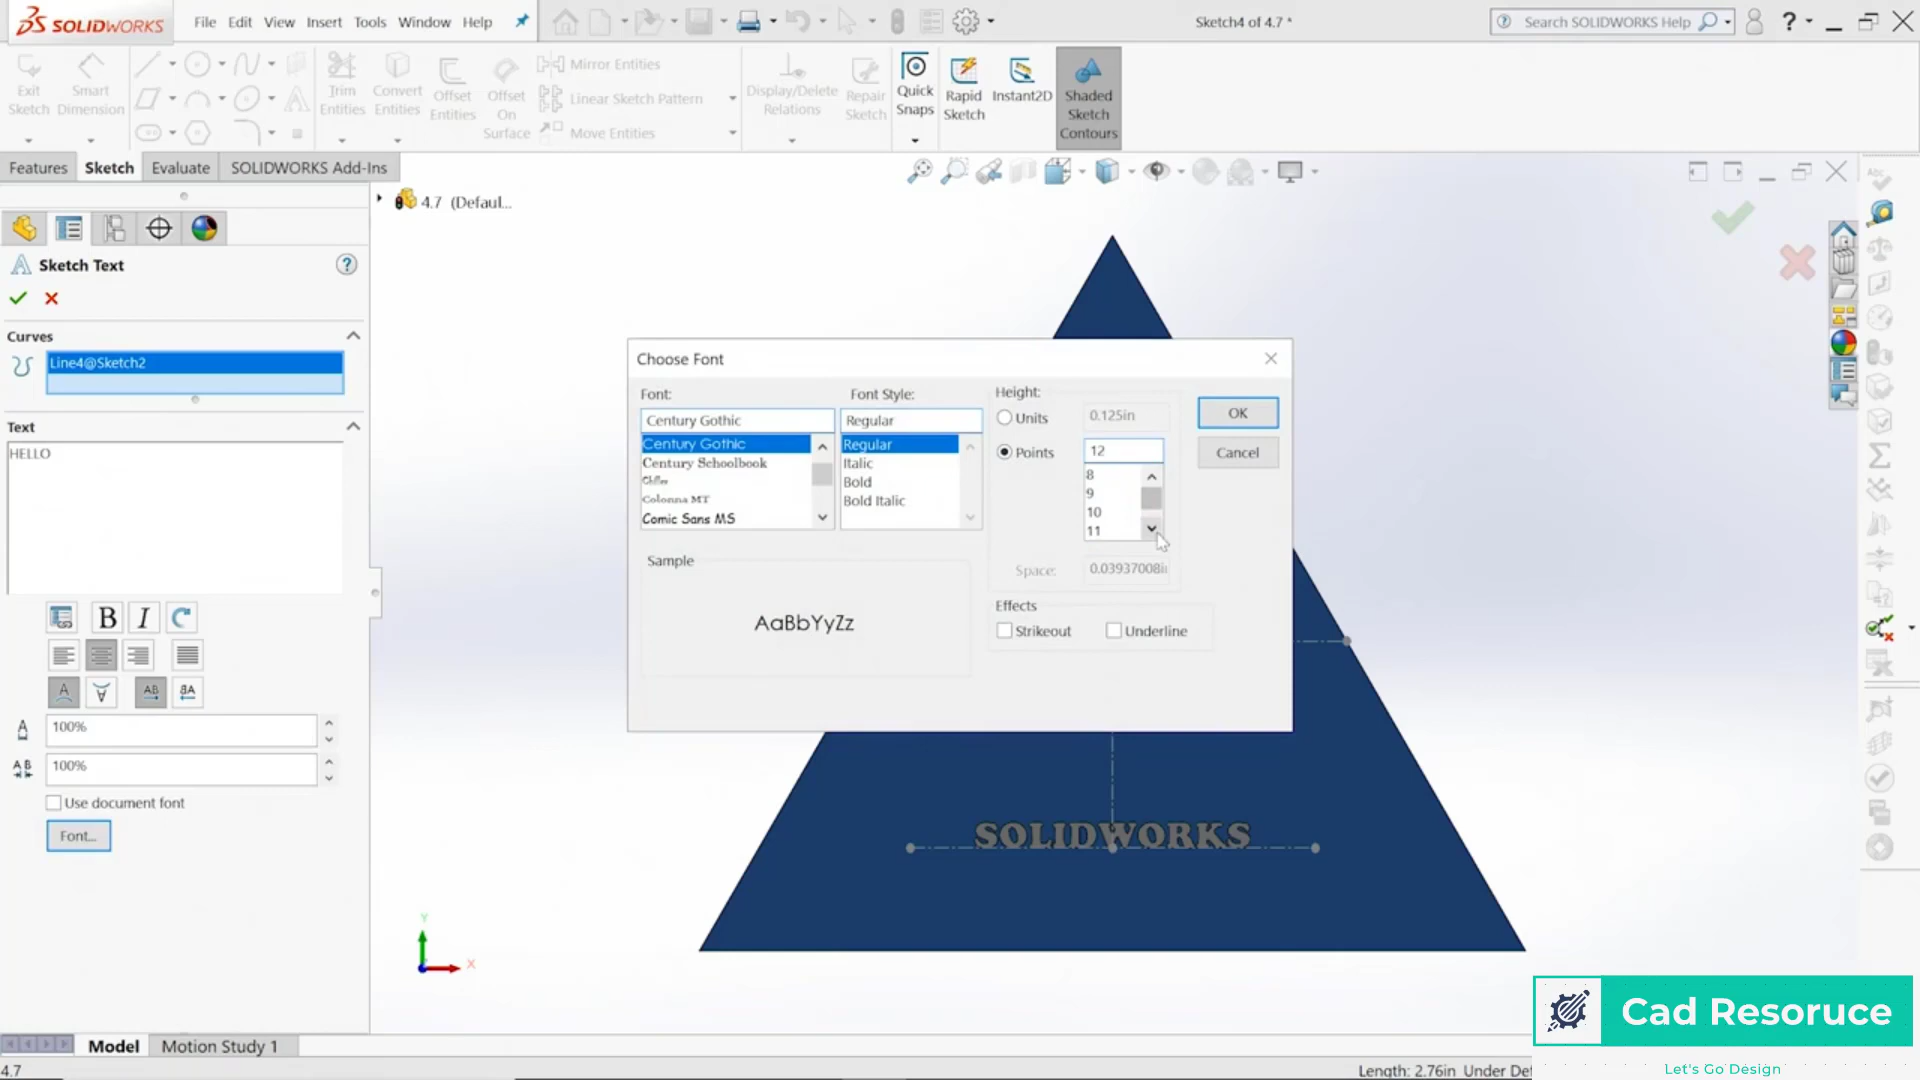 SOLIDWORKS
File Edit View Insert Tools Window Help
Sketch4 of 4.7 *
Search SOLIDWORKS Help
?
Exit Sketch
Smart Dimension
Trim Entities
Convert Entities
Offset Entities
Offset On Surface
Mirror Entities
Linear Sketch Pattern
Move Entities
Display/Delete Relations
Repair Sketch
Quick Snaps
Rapid Sketch
Instant2D
Shaded Sketch Contours
Features Sketch Evaluate SOLIDWORKS Add-Ins
4.7 (Defaul...
Sketch Text
Curves
Line4@Sketch2
Text
HELLO
B I
100%
100%
Use document font
Font...
Choose Font
Font:
Century Gothic
Century Gothic
Century Schoolbook
Chiller
Colonna MT
Comic Sans MS
Font Style:
Regular
Regular
Italic
Bold
Bold Italic
Height:
Units 0.125in
Points 12
8
9
10
11
Space: 0.03937008i
OK
Cancel
Sample
AaBbYyZz
Effects
Strikeout Underline
SOLIDWORKS
Y
X
Model Motion Study 1
4.7
Length: 2.76in Under Def
Cad Resoruce
Let's Go Design